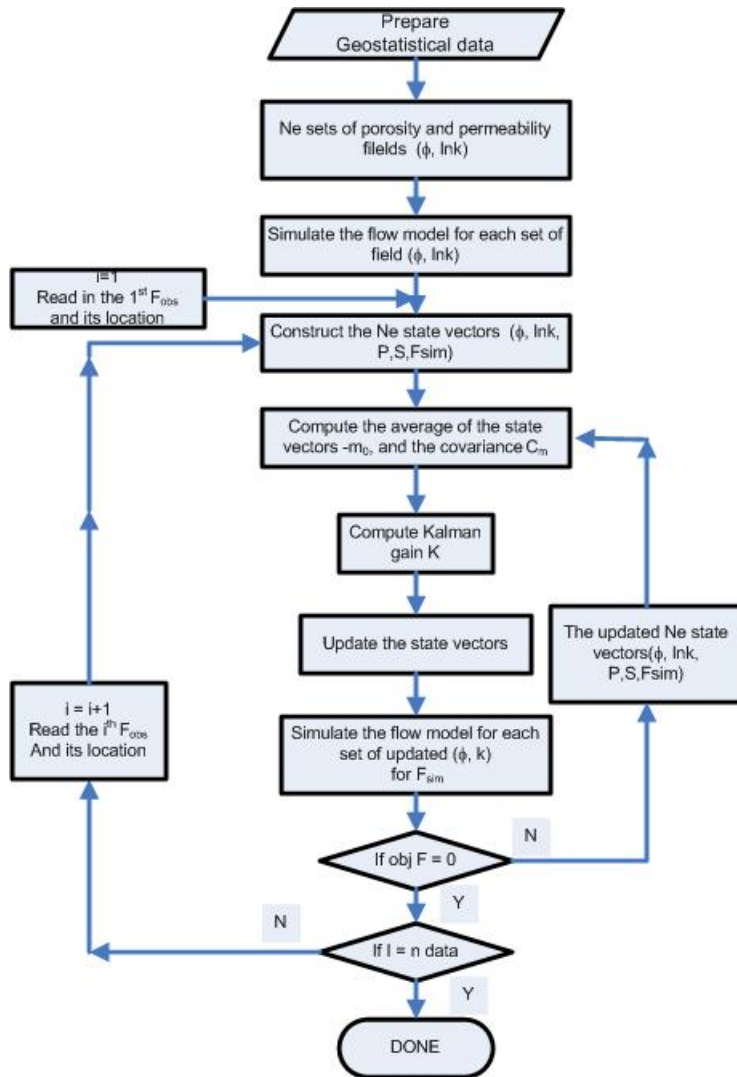 Prepare
Geostatistical data
Ne sets of porosity and permeability
filelds (ϕ, lnk)
Simulate the flow model for each set of
field (ϕ, lnk)
i=1
Read in the 1st Fobs
and its location
Construct the Ne state vectors (ϕ, lnk,
P,S,Fsim)
Compute the average of the state
vectors -m0, and the covariance Cm
Compute Kalman
gain K
Update the state vectors
The updated Ne state
vectors(ϕ, lnk,
P,S,Fsim)
i = i+1
Read the ith Fobs
And its location
Simulate the flow model for each
set of updated (ϕ, k)
for Fsim
If obj F = 0
N
Y
N
If I = n data
Y
DONE